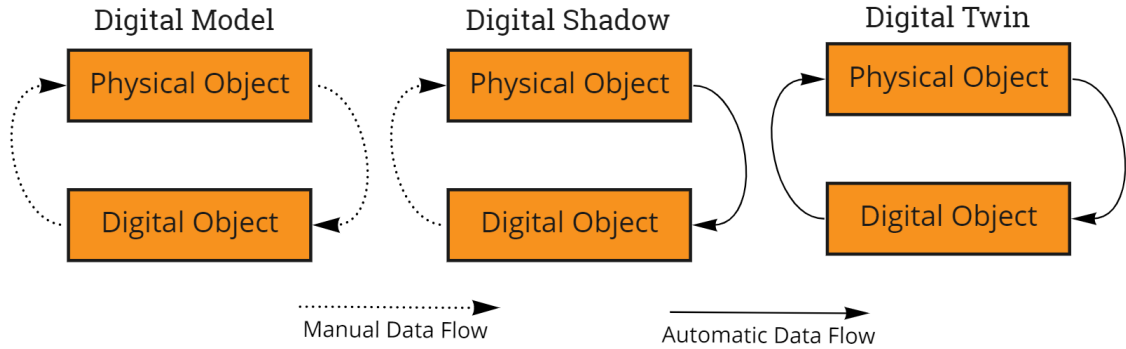 Digital Model
Digital Shadow
Digital Twin
Physical Object
Physical Object
Physical Object
Digital Object
Digital Object
Digital Object
Manual Data Flow
Automatic Data Flow